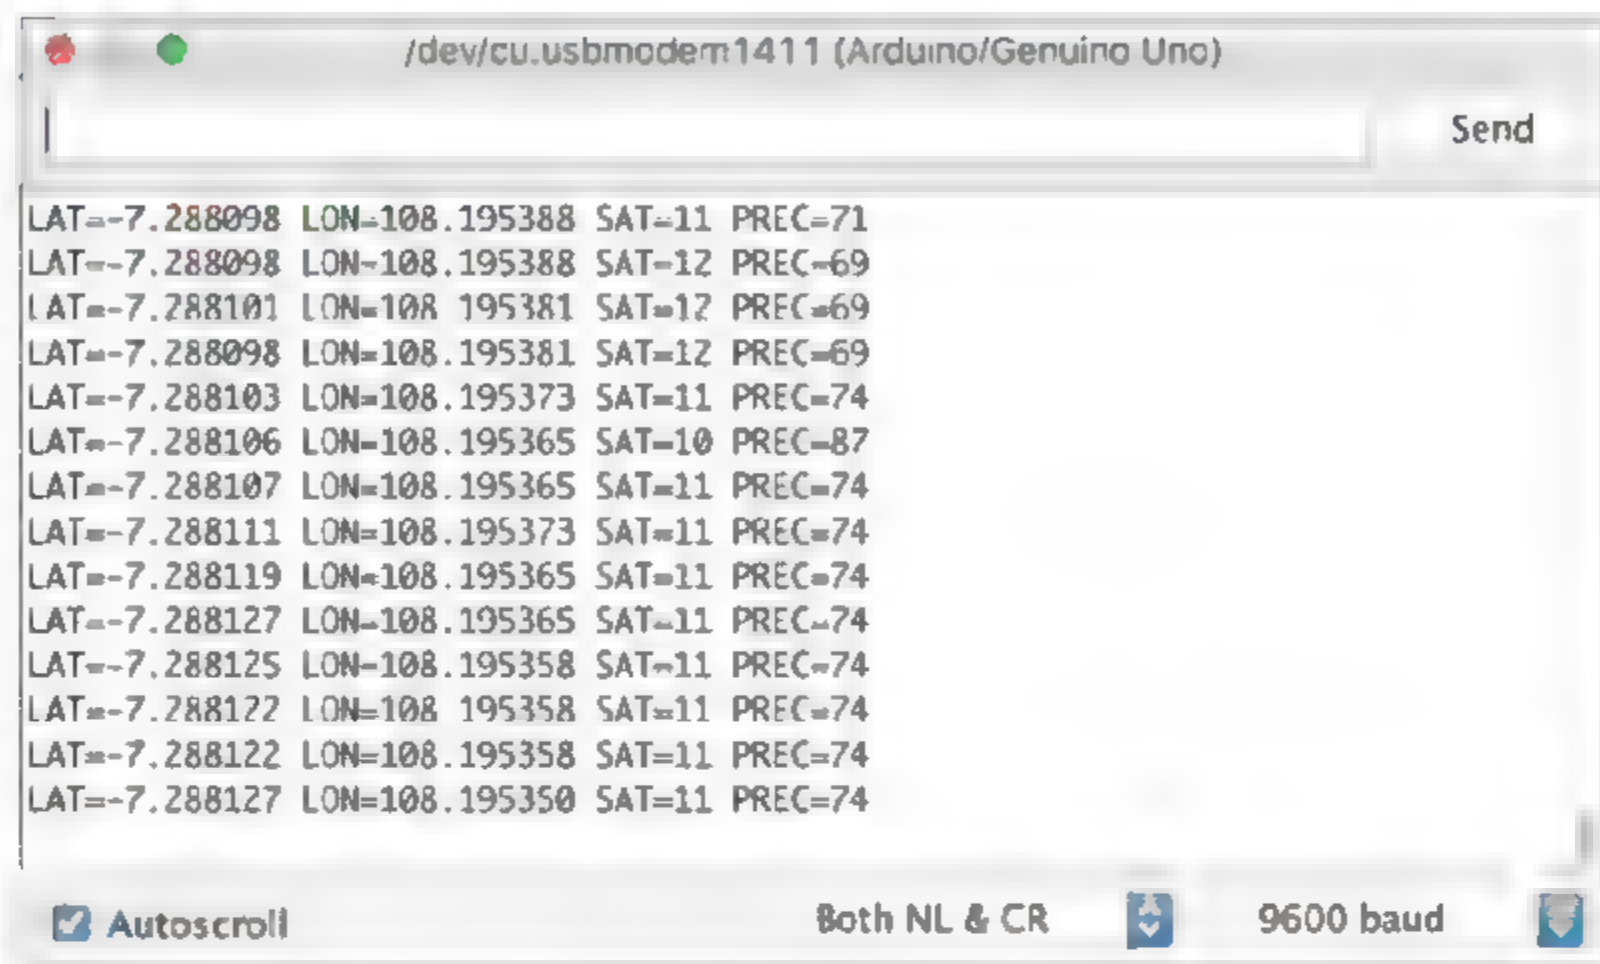 /dev/cu.usbmodem1411 (Arduino/Genuino Uno)
Send
LAT=-7.288098 LON=108.195388 SAT=11 PREC=71
LAT=-7.288098 LON=108.195388 SAT=12 PREC=69
LAT=-7.288101 LON=108.195381 SAT=12 PREC=69
LAT=-7.288098 LON=108.195381 SAT=12 PREC=69
LAT=-7.288103 LON=108.195373 SAT=11 PREC=74
LAT=-7.288106 LON=108.195365 SAT=10 PREC=87
LAT=-7.288107 LON=108.195365 SAT=11 PREC=74
LAT=-7.288111 LON=108.195373 SAT=11 PREC=74
LAT=-7.288119 LON=108.195365 SAT=11 PREC=74
LAT=-7.288127 LON=108.195365 SAT=11 PREC=74
LAT=-7.288125 LON=108.195358 SAT=11 PREC=74
LAT=-7.288122 LON=108.195358 SAT=11 PREC=74
LAT=-7.288122 LON=108.195358 SAT=11 PREC=74
LAT=-7.288127 LON=108.195350 SAT=11 PREC=74
Autoscroll Both NL & CR 9600 baud